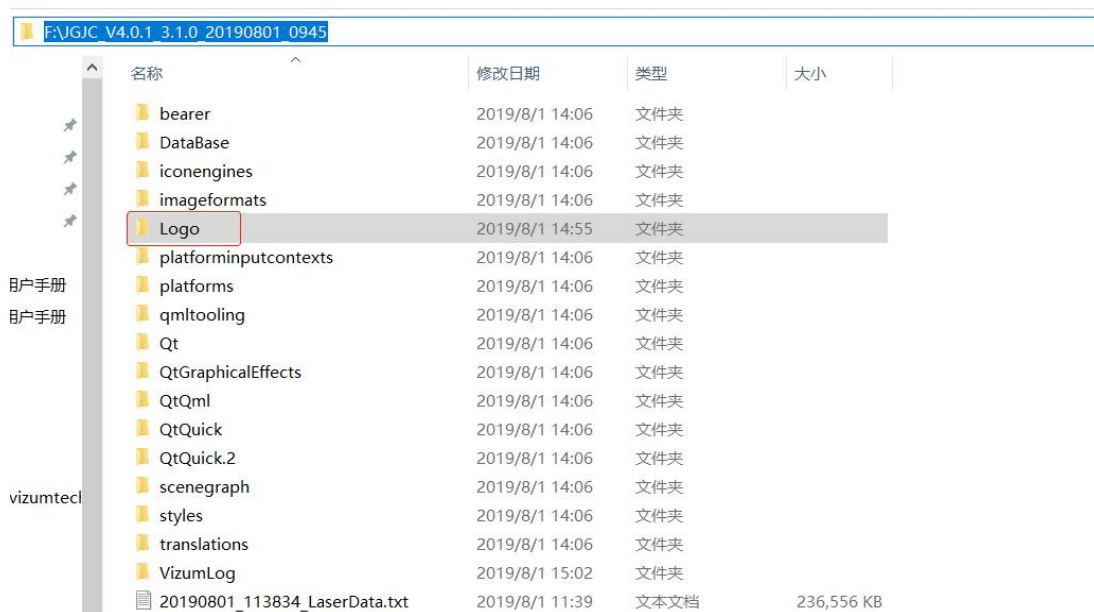 F:\JGJC_V4.0.1_3.1.0_20190801_0945
名称 修改日期 类型 大小
bearer 2019/8/1 14:06 文件夹
DataBase 2019/8/1 14:06 文件夹
iconengines 2019/8/1 14:06 文件夹
imageformats 2019/8/1 14:06 文件夹
Logo 2019/8/1 14:55 文件夹
platforminputcontexts 2019/8/1 14:06 文件夹
用户手册 platforms 2019/8/1 14:06 文件夹
用户手册 qmltooling 2019/8/1 14:06 文件夹
Qt 2019/8/1 14:06 文件夹
QtGraphicalEffects 2019/8/1 14:06 文件夹
QtQml 2019/8/1 14:06 文件夹
QtQuick 2019/8/1 14:06 文件夹
QtQuick.2 2019/8/1 14:06 文件夹
vizumtech scenegraph 2019/8/1 14:06 文件夹
styles 2019/8/1 14:06 文件夹
translations 2019/8/1 14:06 文件夹
VizumLog 2019/8/1 15:02 文件夹
20190801_113834_LaserData.txt 2019/8/1 11:39 文本文档 236,556 KB